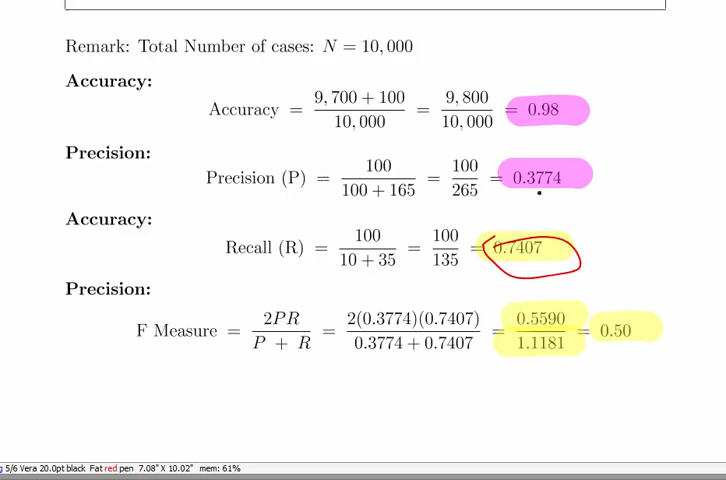 Remark: Total Number of cases: N = 10,000
Accuracy:
Accuracy = 9,700 + 100 / 10,000 = 9,800 / 10,000 = 0.98
Precision:
Precision (P) = 100 / 100 + 165 = 100 / 265 = 0.3774
Accuracy:
Recall (R) = 100 / 10 + 35 = 100 / 135 = 0.7407
Precision:
F Measure = 2PR / P + R = 2(0.3774)(0.7407) / 0.3774 + 0.7407 = 0.5590 / 1.1181 = 0.50
5/6 Vera 20.0pt black Fat red pen 7.08" X 10.02" mem: 61%